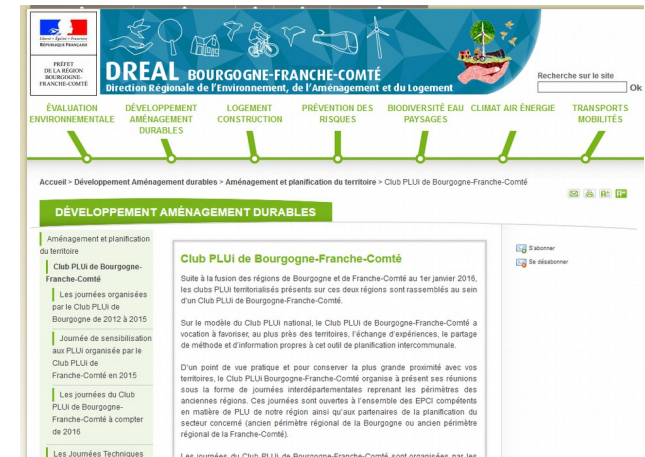 Liberté • Égalité • Fraternité
RÉPUBLIQUE FRANÇAISE
PRÉFET
DE LA RÉGION
BOURGOGNE-
FRANCHE-COMTÉ
DREAL BOURGOGNE-FRANCHE-COMTÉ
Direction Régionale de l'Environnement, de l'Aménagement et du Logement
Recherche sur le site
Ok
ÉVALUATION
ENVIRONNEMENTALE
DÉVELOPPEMENT
AMÉNAGEMENT
DURABLES
LOGEMENT
CONSTRUCTION
PRÉVENTION DES
RISQUES
BIODIVERSITÉ EAU
PAYSAGES
CLIMAT AIR ÉNERGIE
TRANSPORTS
MOBILITÉS
Accueil > Développement Aménagement durables > Aménagement et planification du territoire > Club PLUi de Bourgogne-Franche-Comté
DÉVELOPPEMENT AMÉNAGEMENT DURABLES
Aménagement et planification
du territoire
Club PLUi de Bourgogne-
Franche-Comté
Les journées organisées
par le Club PLUi de
Bourgogne de 2012 à 2015
Journée de sensibilisation
aux PLUi organisée par le
Club PLUi de
Franche-Comté en 2015
Les journées du Club
PLUi de Bourgogne-
Franche-Comté à compter
de 2016
Les Journées Techniques
Club PLUi de Bourgogne-Franche-Comté
Suite à la fusion des régions de Bourgogne et de Franche-Comté au 1er janvier 2016,
les clubs PLUi territorialisés présents sur ces deux régions sont rassemblés au sein
d'un Club PLUi de Bourgogne-Franche-Comté.
Sur le modèle du Club PLUi national, le Club PLUi de Bourgogne-Franche-Comté a
vocation à favoriser, au plus près des territoires, l'échange d'expériences, le partage
de méthode et d'information propres à cet outil de planification intercommunale.
D'un point de vue pratique et pour conserver la plus grande proximité avec vos
territoires, le Club PLUi Bourgogne-Franche-Comté organise à présent ses réunions
sous la forme de journées interdépartementales reprenant les périmètres des
anciennes régions. Ces journées sont ouvertes à l'ensemble des EPCI compétents
en matière de PLU de notre région ainsi qu'aux partenaires de la planification du
secteur concerné (ancien périmètre régional de la Bourgogne ou ancien périmètre
régional de la Franche-Comté).
Les journées du Club PLUi de Bourgogne-Franche-Comté sont organisées par les
S'abonner
Se désabonner